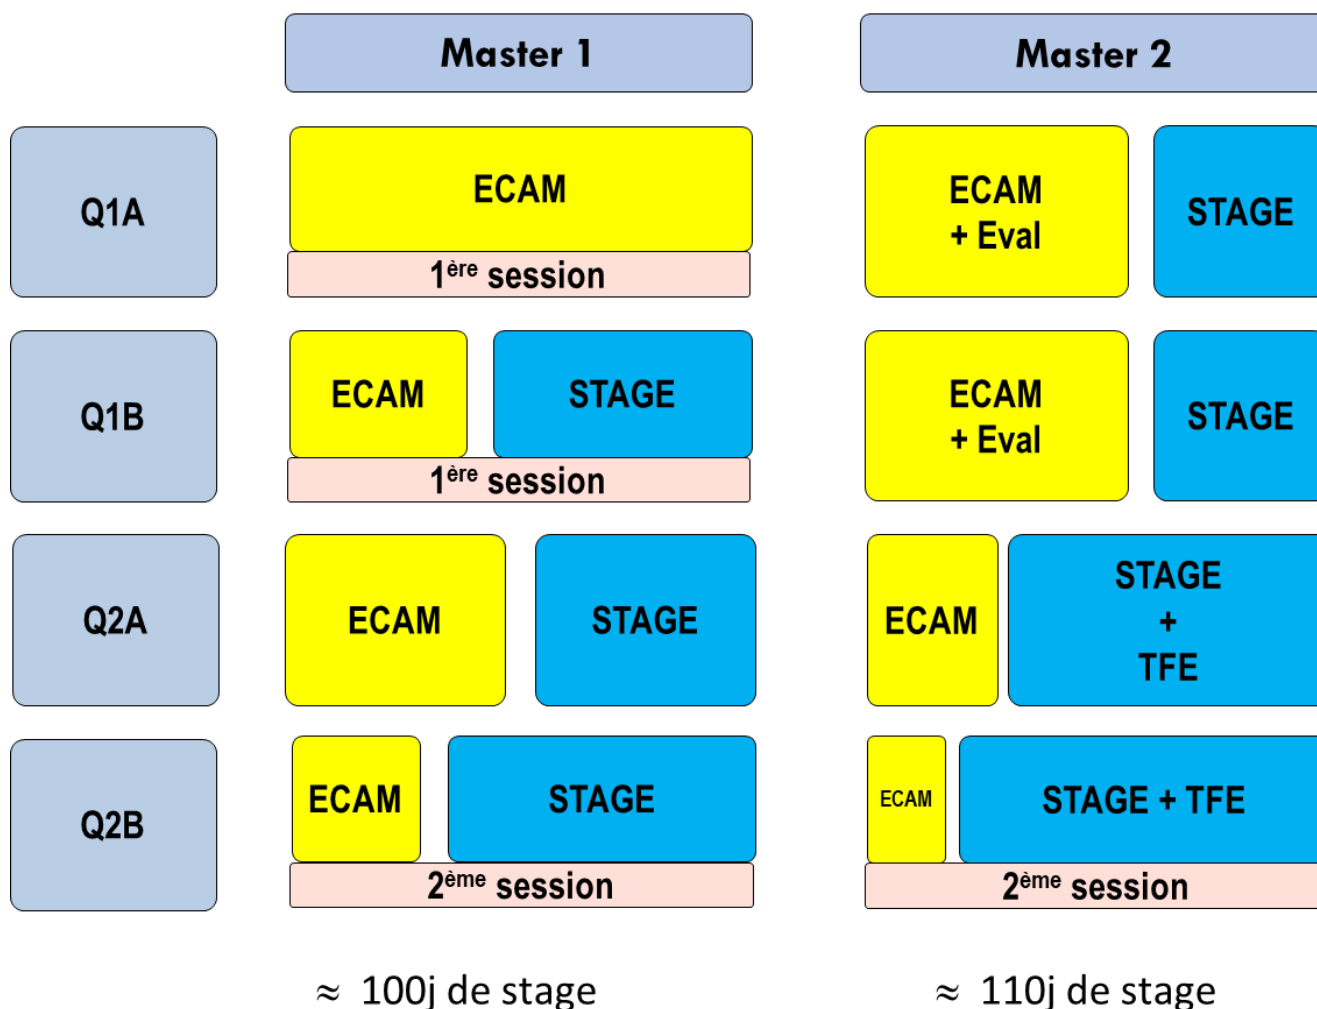 Master 1
Master 2
Q1A
ECAM
1ère session
ECAM
+ Eval
STAGE
Q1B
ECAM
STAGE
1ère session
ECAM
+ Eval
STAGE
Q2A
ECAM
STAGE
ECAM
STAGE
+
TFE
Q2B
ECAM
STAGE
2ème session
ECAM
STAGE + TFE
2ème session
≈ 100j de stage
≈ 110j de stage